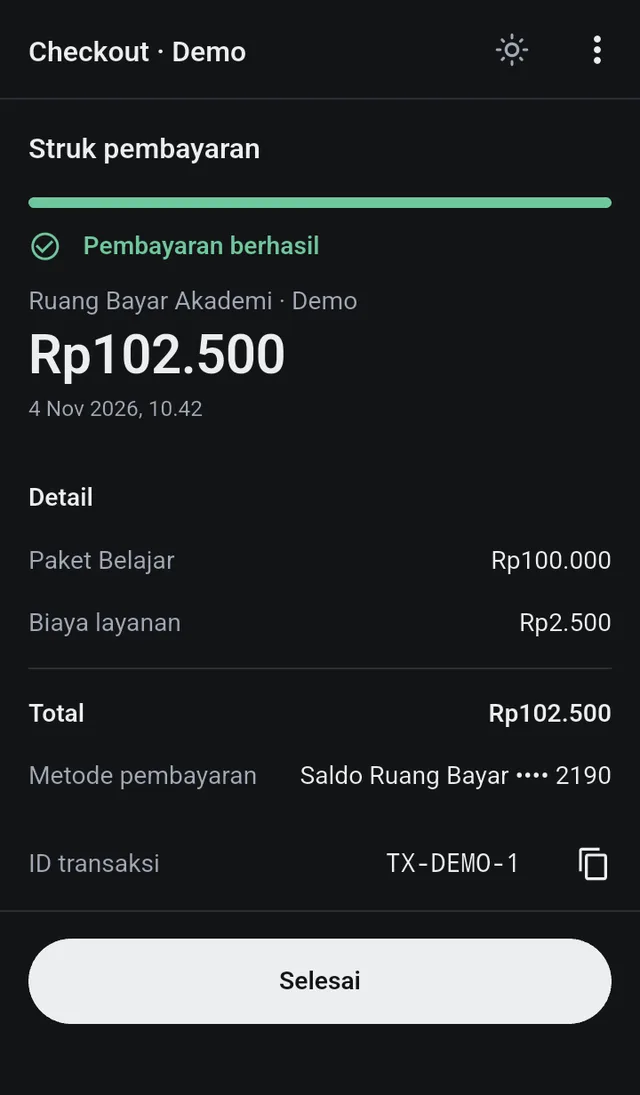 Checkout · Demo
Struk pembayaran
Pembayaran berhasil
Ruang Bayar Akademi · Demo
Rp102.500
4 Nov 2026, 10.42
Detail
Paket Belajar Rp100.000
Biaya layanan Rp2.500
Total Rp102.500
Metode pembayaran Saldo Ruang Bayar •••• 2190
ID transaksi TX-DEMO-1
Selesai